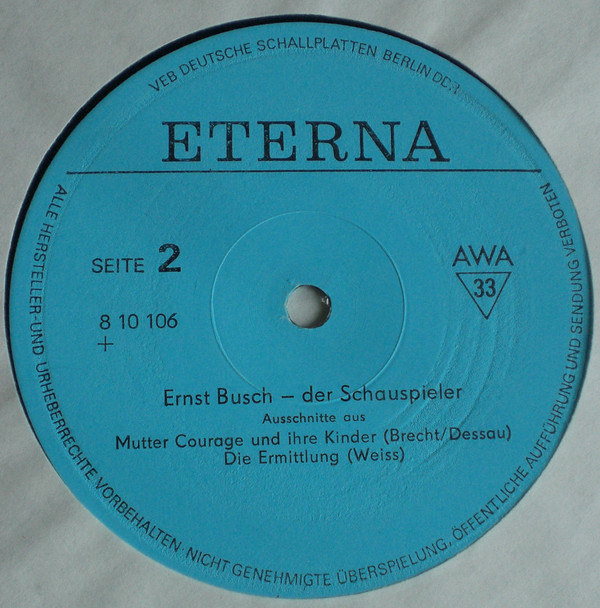 VEB DEUTSCHE SCHALLPLATTEN BERLIN DDR
ETERNA
SEITE 2
AWA
33
8 10 106
+
Ernst Busch – der Schauspieler
Ausschnitte aus
Mutter Courage und ihre Kinder (Brecht/Dessau)
Die Ermittlung (Weiss)
ALLE HERSTELLER-UND URHEBERRECHTE VORBEHALTEN NICHT GENEHMIGTE ÜBERSPIELUNG, ÖFFENTLICHE AUFFÜHRUNG UND SENDUNG VERBOTEN